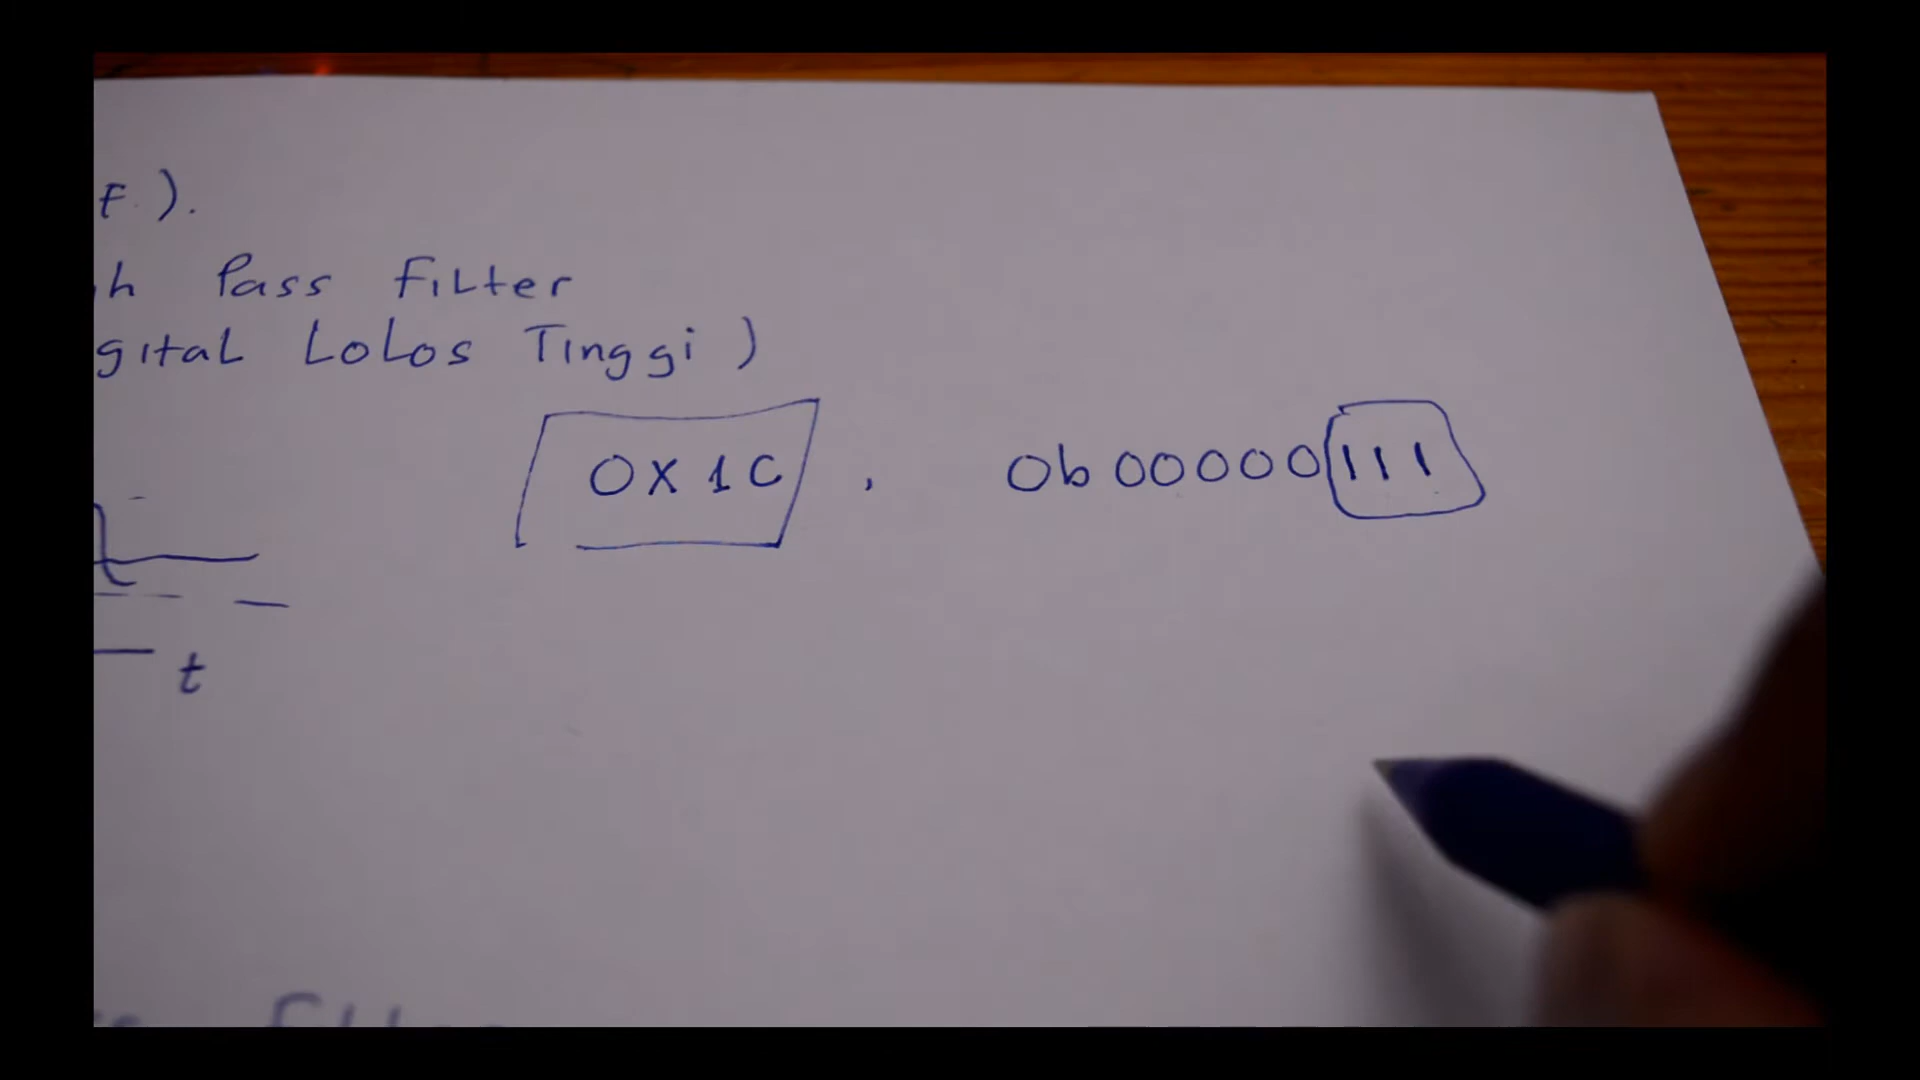 F).
h Pass Filter
gital Lolos Tinggi)
0X1C , 0b00000111
t